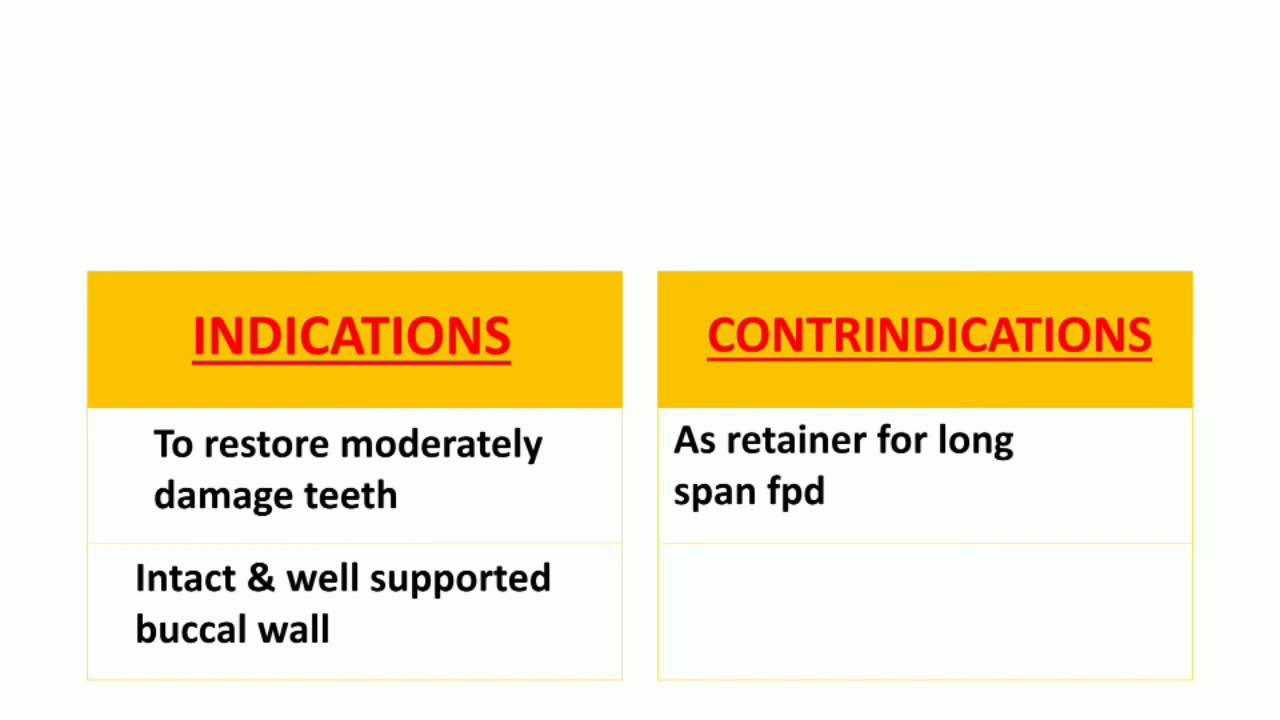 INDICATIONS
To restore moderately
damage teeth
Intact & well supported
buccal wall
CONTRINDICATIONS
As retainer for long
span fpd